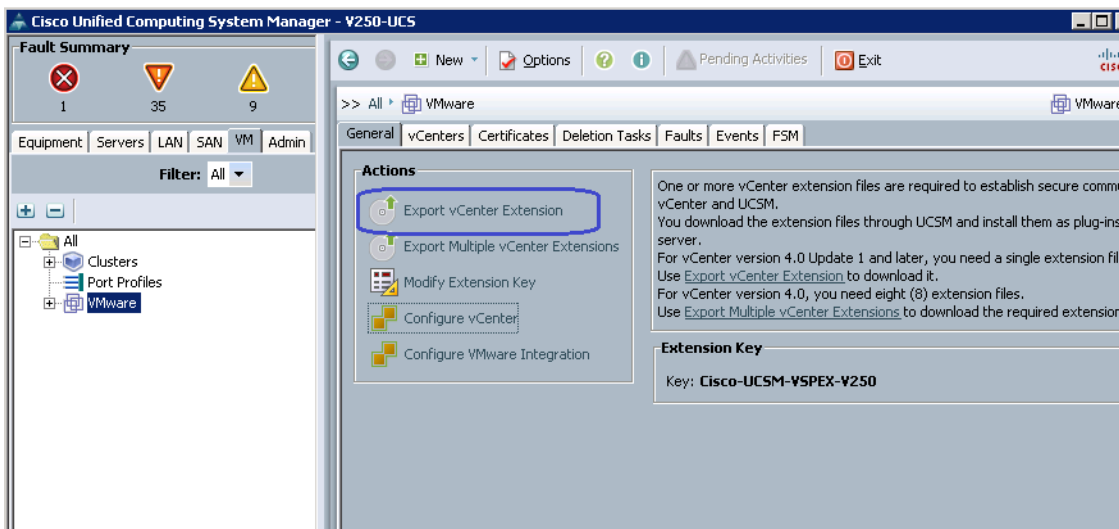 Cisco Unified Computing System Manager - V250-UCS
Fault Summary
1 35 9
New Options Pending Activities Exit
>> All VMware VMware
Equipment Servers LAN SAN VM Admin
General vCenters Certificates Deletion Tasks Faults Events FSM
Filter: All
Actions
Export vCenter Extension
Export Multiple vCenter Extensions
Modify Extension Key
Configure vCenter
Configure VMware Integration
All
Clusters
Port Profiles
VMware
One or more vCenter extension files are required to establish secure commu
vCenter and UCSM.
You download the extension files through UCSM and install them as plug-ins
server.
For vCenter version 4.0 Update 1 and later, you need a single extension fil
Use Export vCenter Extension to download it.
For vCenter version 4.0, you need eight (8) extension files.
Use Export Multiple vCenter Extensions to download the required extension
Extension Key
Key: Cisco-UCSM-VSPEX-V250